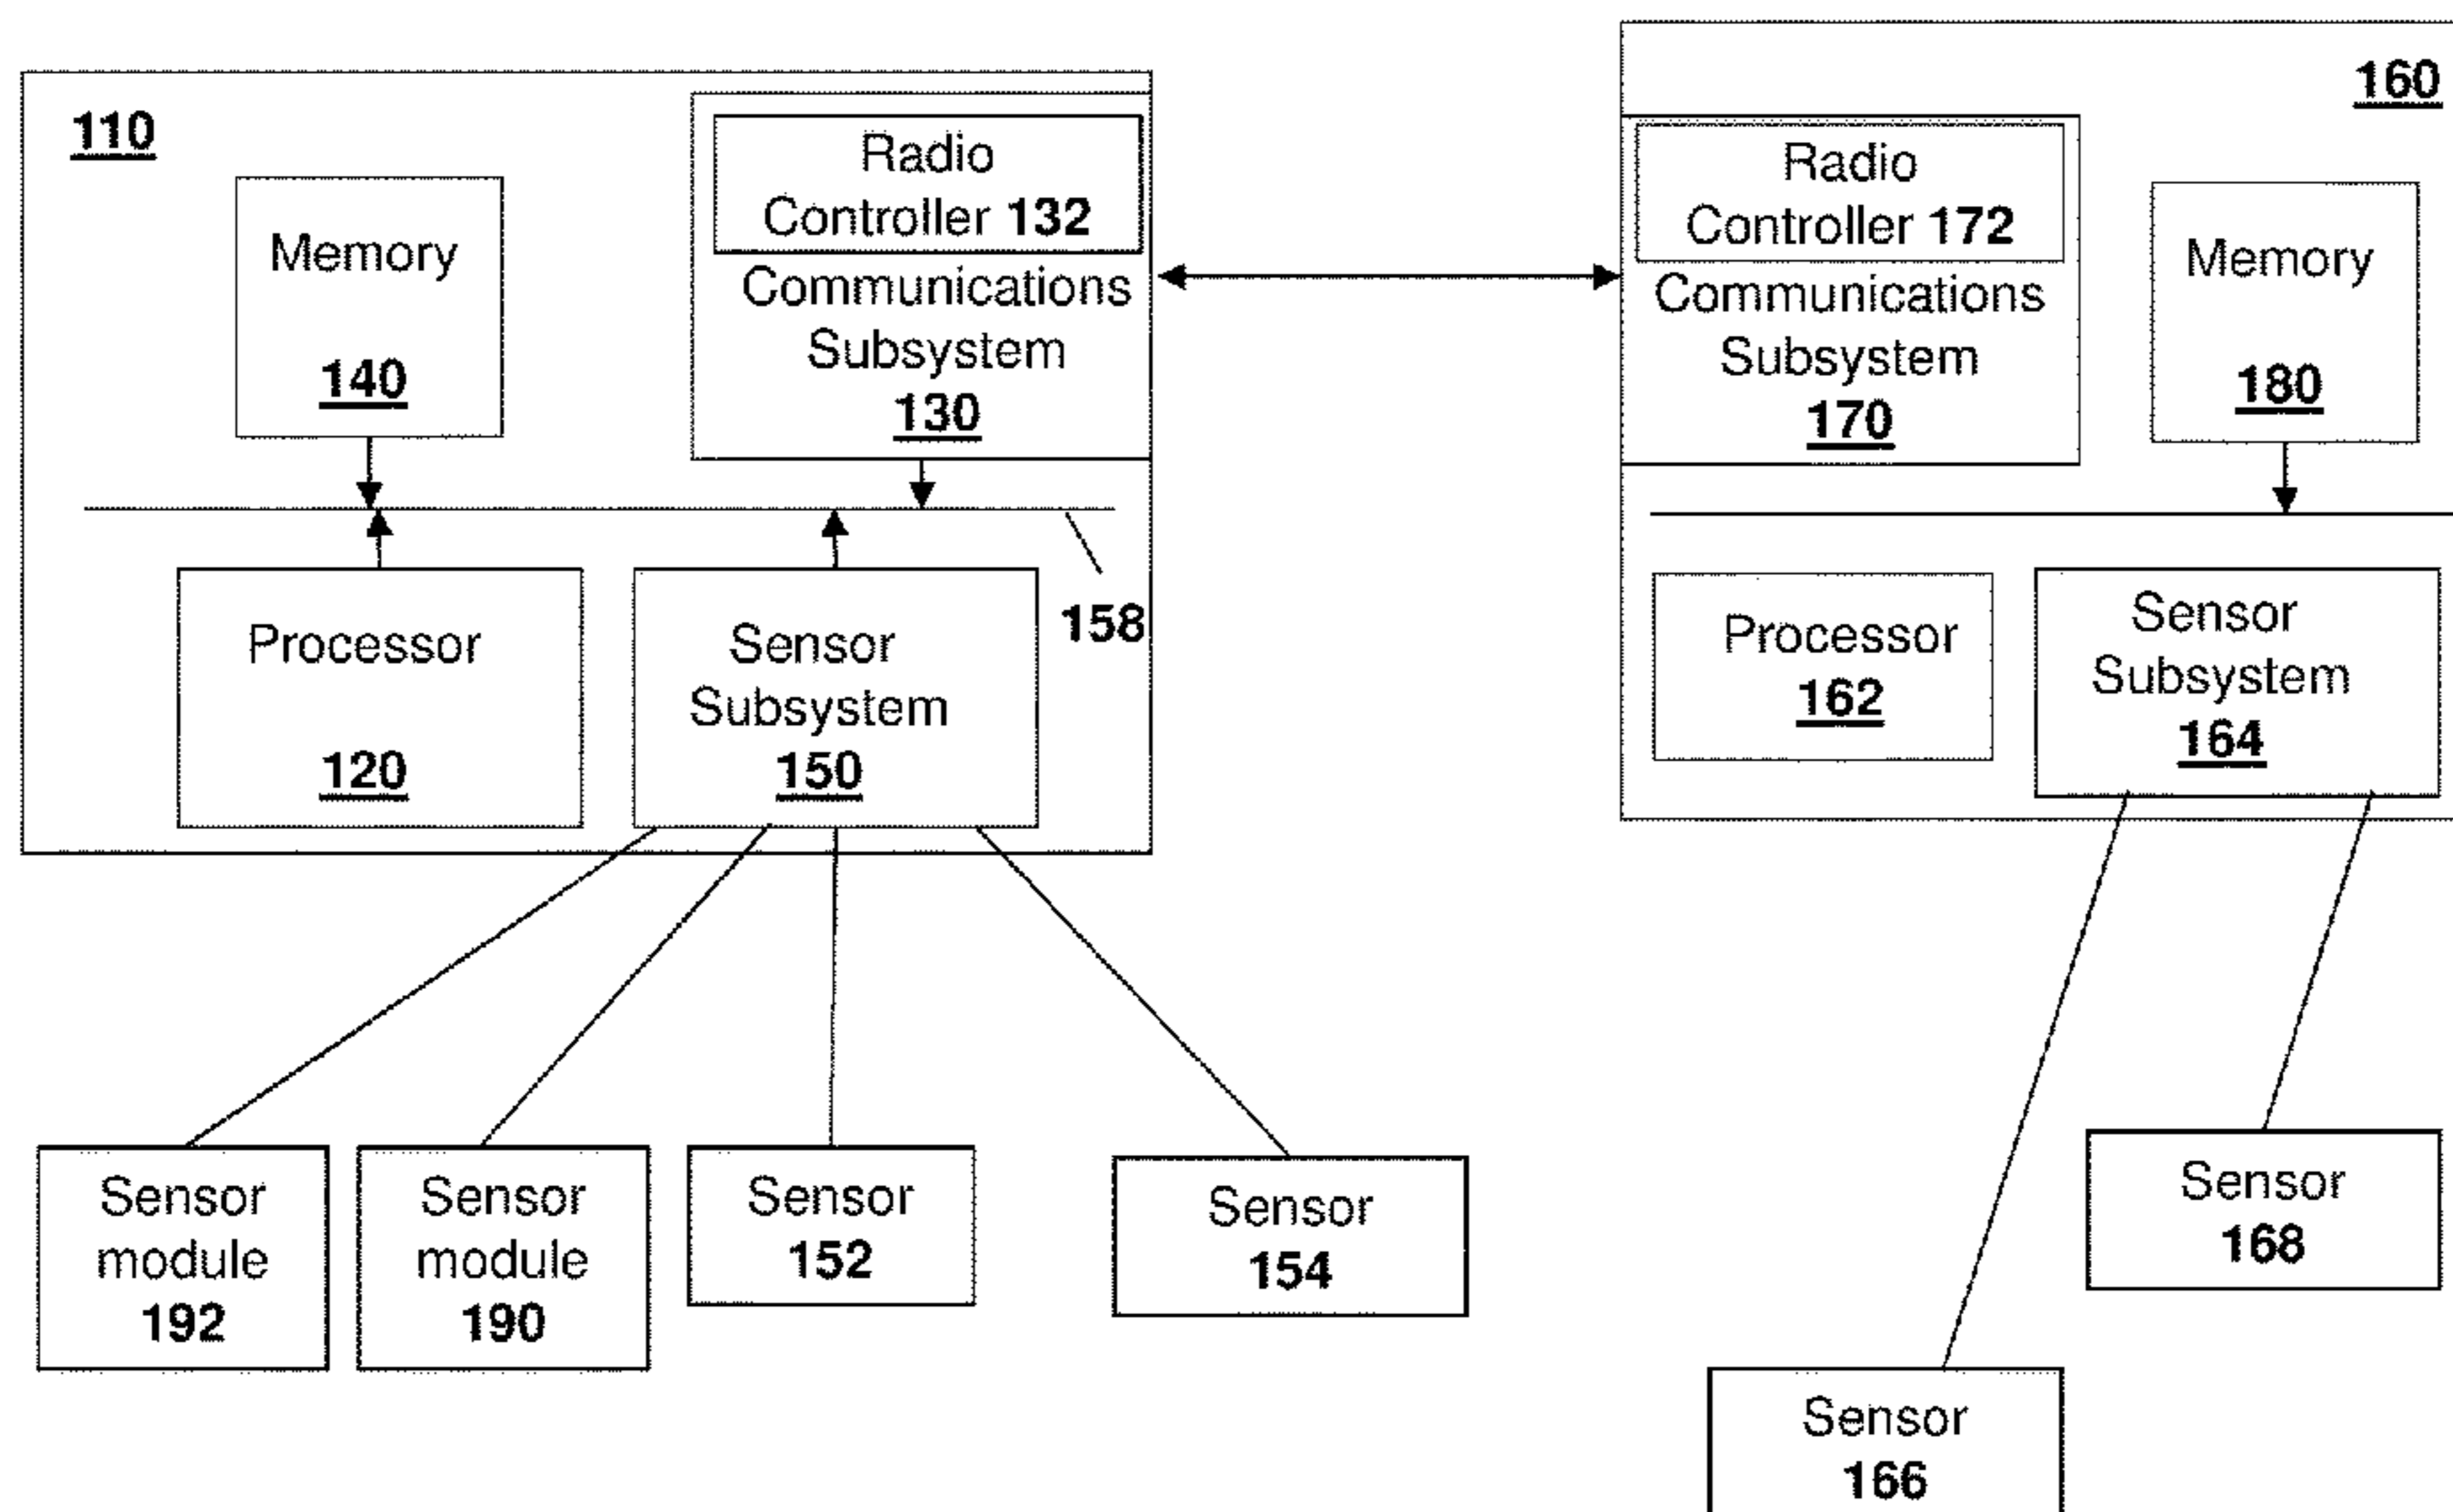 110
Memory
140
Radio
Controller 132
Communications
Subsystem
130
Processor
120
Sensor
Subsystem
150
158
160
Radio
Controller 172
Communications
Subsystem
170
Memory
180
Processor
162
Sensor
Subsystem
164
Sensor
module
192
Sensor
module
190
Sensor
152
Sensor
154
Sensor
168
Sensor
166